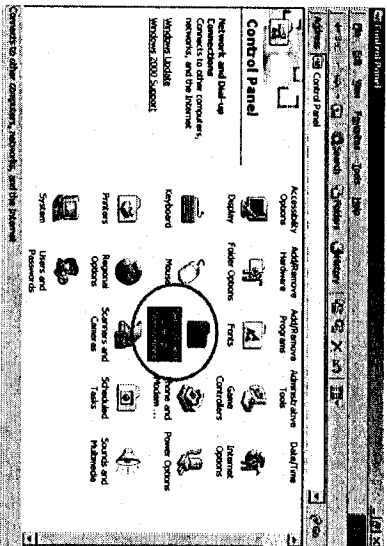 Control Panel
File Edit View Favorites Tools Help
Search Folders History
Address Control Panel Go
Control Panel
Network and Dial-up
Connections
Connects to other computers,
networks, and the Internet
Windows Update
Windows 2000 Support
Accessibility
Options
Add/Remove
Hardware
Add/Remove
Programs
Administrative
Tools
Date/Time
Display
Folder Options
Fonts
Game
Controllers
Internet
Options
Keyboard
Mouse
Phone and
Modem ...
Power Options
Printers
Regional
Options
Scanners and
Cameras
Scheduled
Tasks
Sounds and
Multimedia
System
Users and
Passwords
Connects to other computers, networks, and the Internet